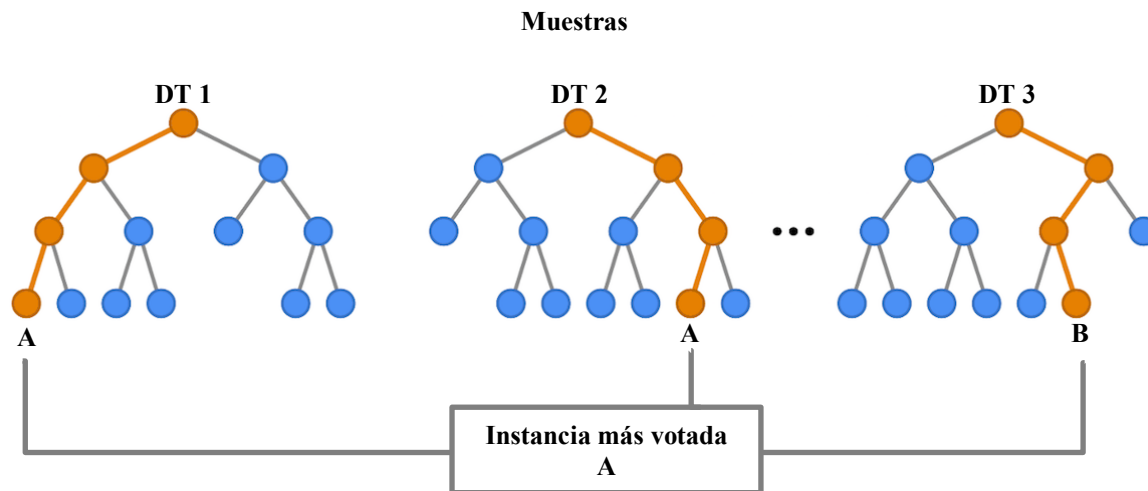 Muestras
DT 1
DT 2
DT 3
...
A
A
B
Instancia más votada
A